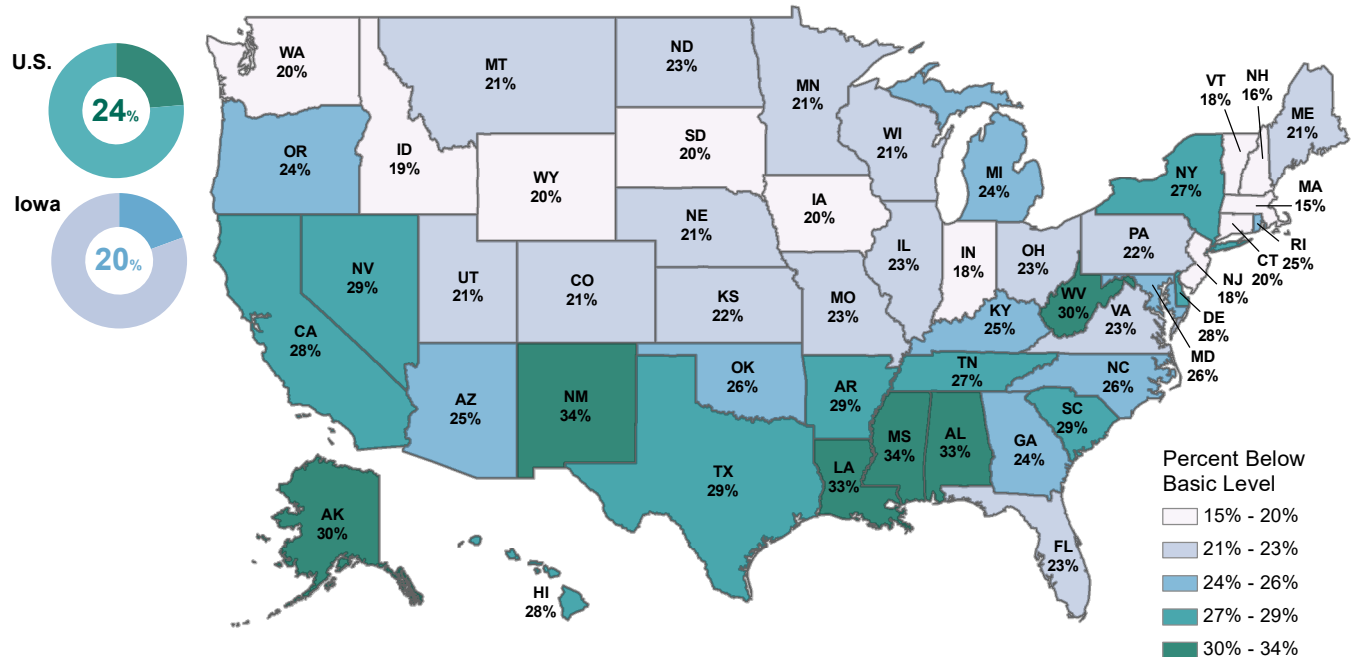 U.S.
24%
Iowa
20%
WA
20%
OR
24%
ID
19%
MT
21%
ND
23%
SD
20%
WY
20%
MN
21%
WI
21%
MI
24%
VT
18%
NH
16%
ME
21%
NY
27%
MA
15%
RI
25%
CT
20%
NJ
18%
PA
22%
DE
28%
MD
26%
CA
28%
NV
29%
UT
21%
CO
21%
NE
21%
IA
20%
IL
23%
IN
18%
OH
23%
WV
30%
VA
23%
KS
22%
MO
23%
KY
25%
AZ
25%
NM
34%
OK
26%
AR
29%
TN
27%
NC
26%
SC
29%
TX
29%
LA
33%
MS
34%
AL
33%
GA
24%
FL
23%
AK
30%
HI
28%
Percent Below
Basic Level
15% - 20%
21% - 23%
24% - 26%
27% - 29%
30% - 34%